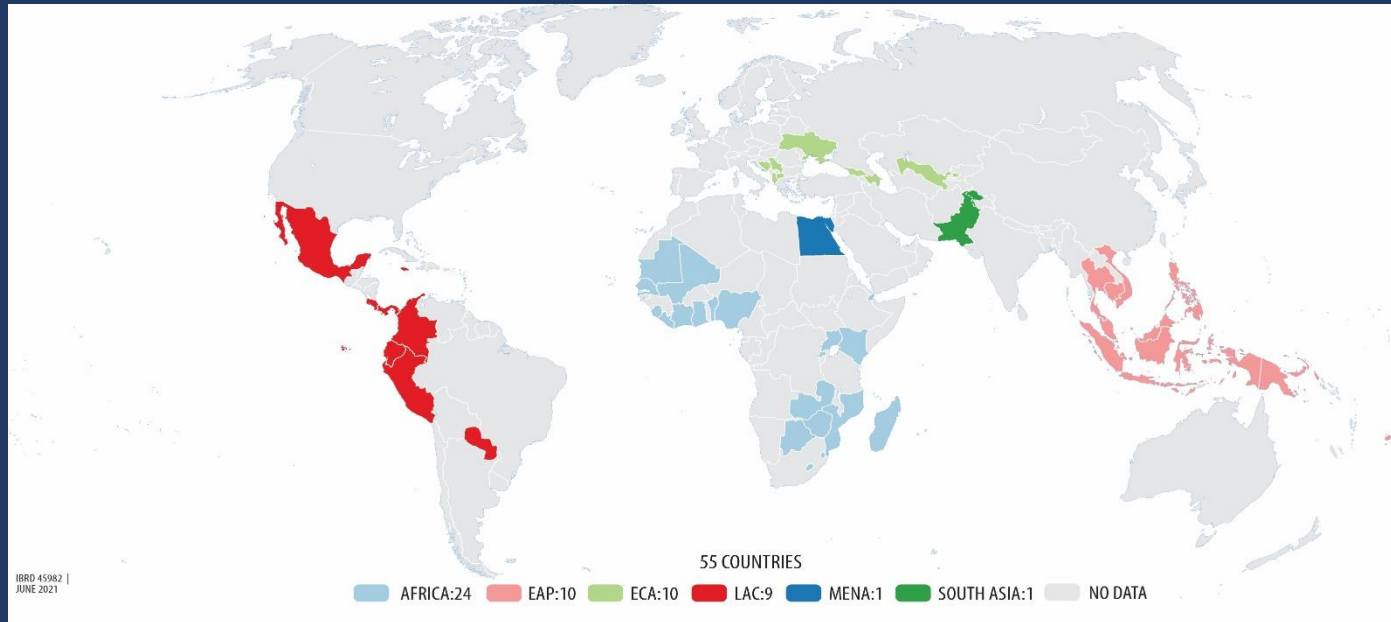 55 COUNTRIES
IBRD 45982 |
JUNE 2021
AFRICA:24 EAP:10 ECA:10 LAC:9 MENA:1 SOUTH ASIA:1 NO DATA